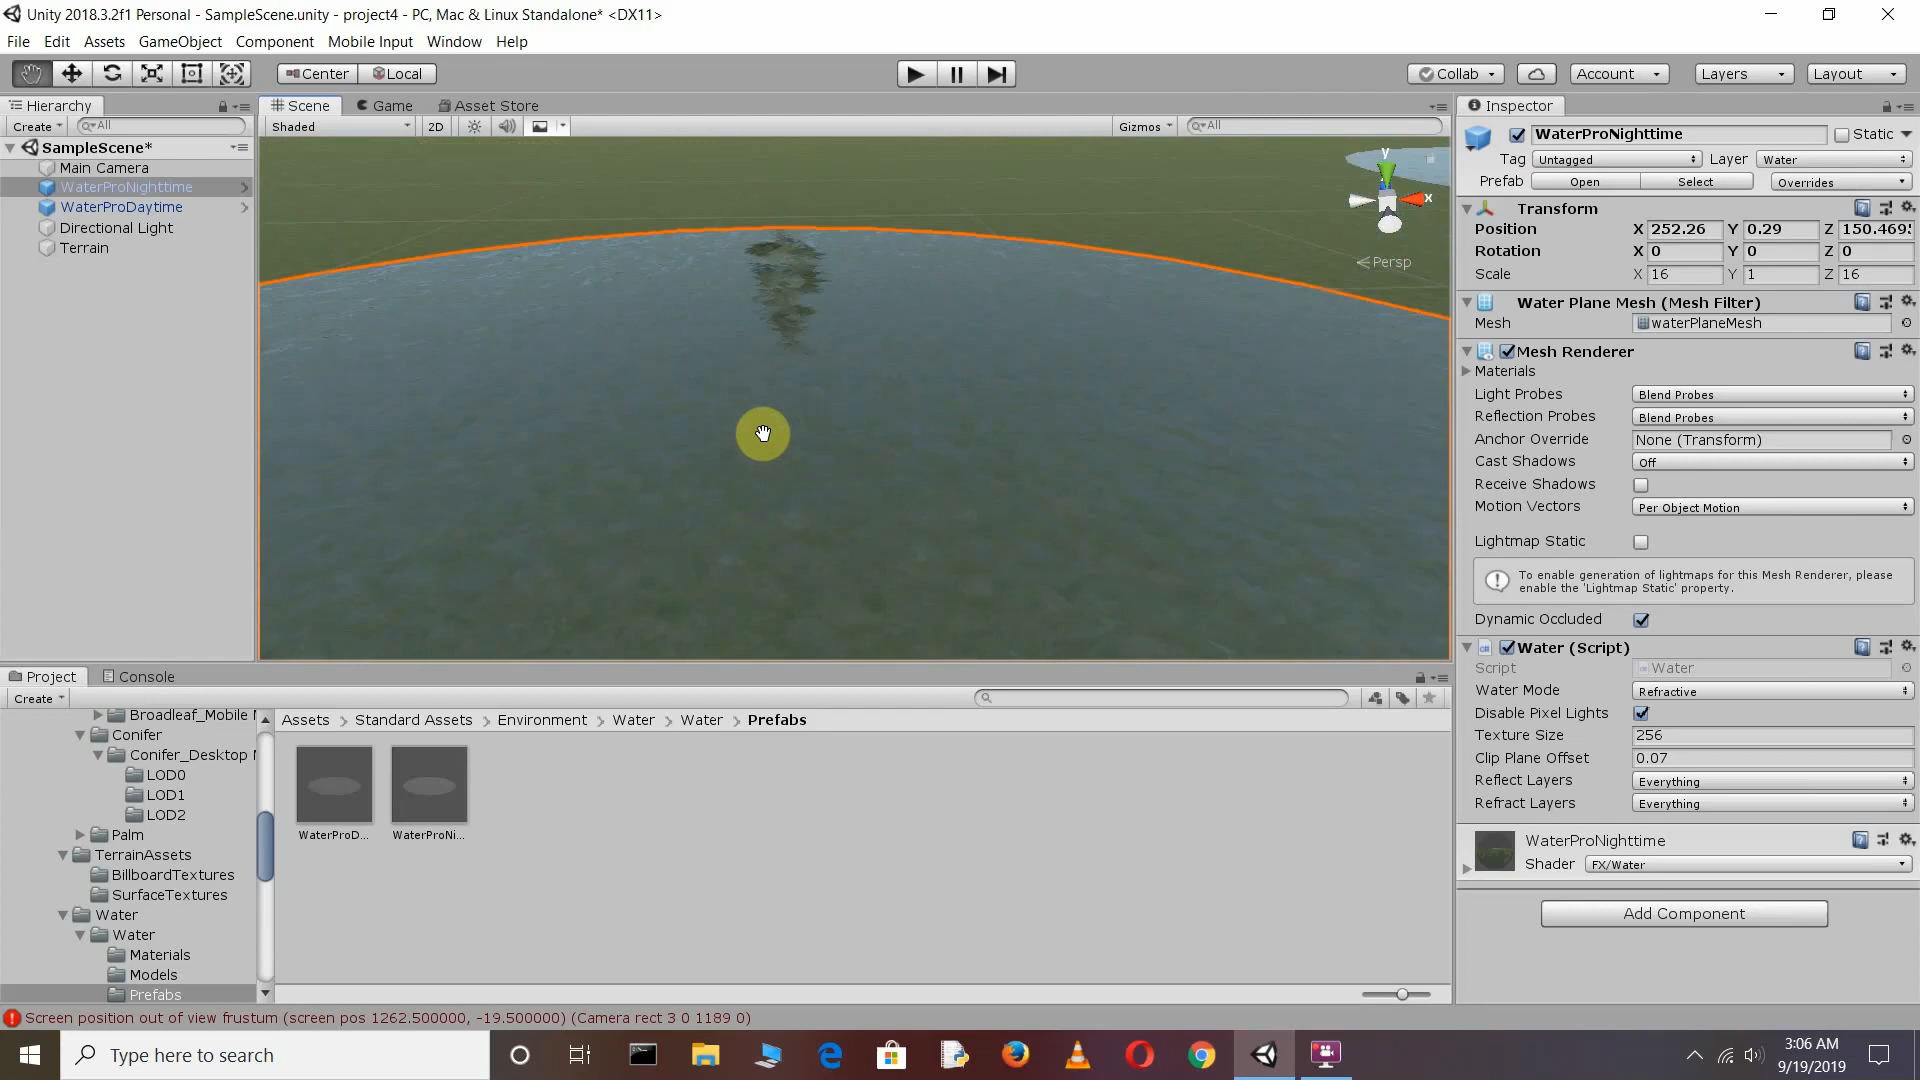 Unity 2018.3.2f1 Personal - SampleScene.unity - project4 - PC, Mac & Linux Standalone* <DX11>
File Edit Assets GameObject Component Mobile Input Window Help
Center Local Collab Account Layers Layout
Hierarchy
Create All
SampleScene*
Main Camera
WaterProNighttime
WaterProDaytime
Directional Light
Terrain
Scene Game Asset Store
Shaded 2D Gizmos All
y
x
Persp
Inspector
WaterProNighttime Static
Tag Untagged Layer Water
Prefab Open Select Overrides
Transform
Position X 252.26 Y 0.29 Z 150.469
Rotation X 0 Y 0 Z 0
Scale X 16 Y 1 Z 16
Water Plane Mesh (Mesh Filter)
Mesh waterPlaneMesh
Mesh Renderer
Materials
Light Probes Blend Probes
Reflection Probes Blend Probes
Anchor Override None (Transform)
Cast Shadows Off
Receive Shadows
Motion Vectors Per Object Motion
Lightmap Static
To enable generation of lightmaps for this Mesh Renderer, please
enable the 'Lightmap Static' property.
Dynamic Occluded
Water (Script)
Script Water
Water Mode Refractive
Disable Pixel Lights
Texture Size 256
Clip Plane Offset 0.07
Reflect Layers Everything
Refract Layers Everything
WaterProNighttime
Shader FX/Water
Add Component
Project Console
Create
Broadleaf_Mobile
Conifer
Conifer_Desktop
LOD0
LOD1
LOD2
Palm
TerrainAssets
BillboardTextures
SurfaceTextures
Water
Water
Materials
Models
Prefabs
Assets > Standard Assets > Environment > Water > Water > Prefabs
WaterProD... WaterProNi...
Screen position out of view frustum (screen pos 1262.500000, -19.500000) (Camera rect 3 0 1189 0)
Type here to search
3:06 AM
9/19/2019